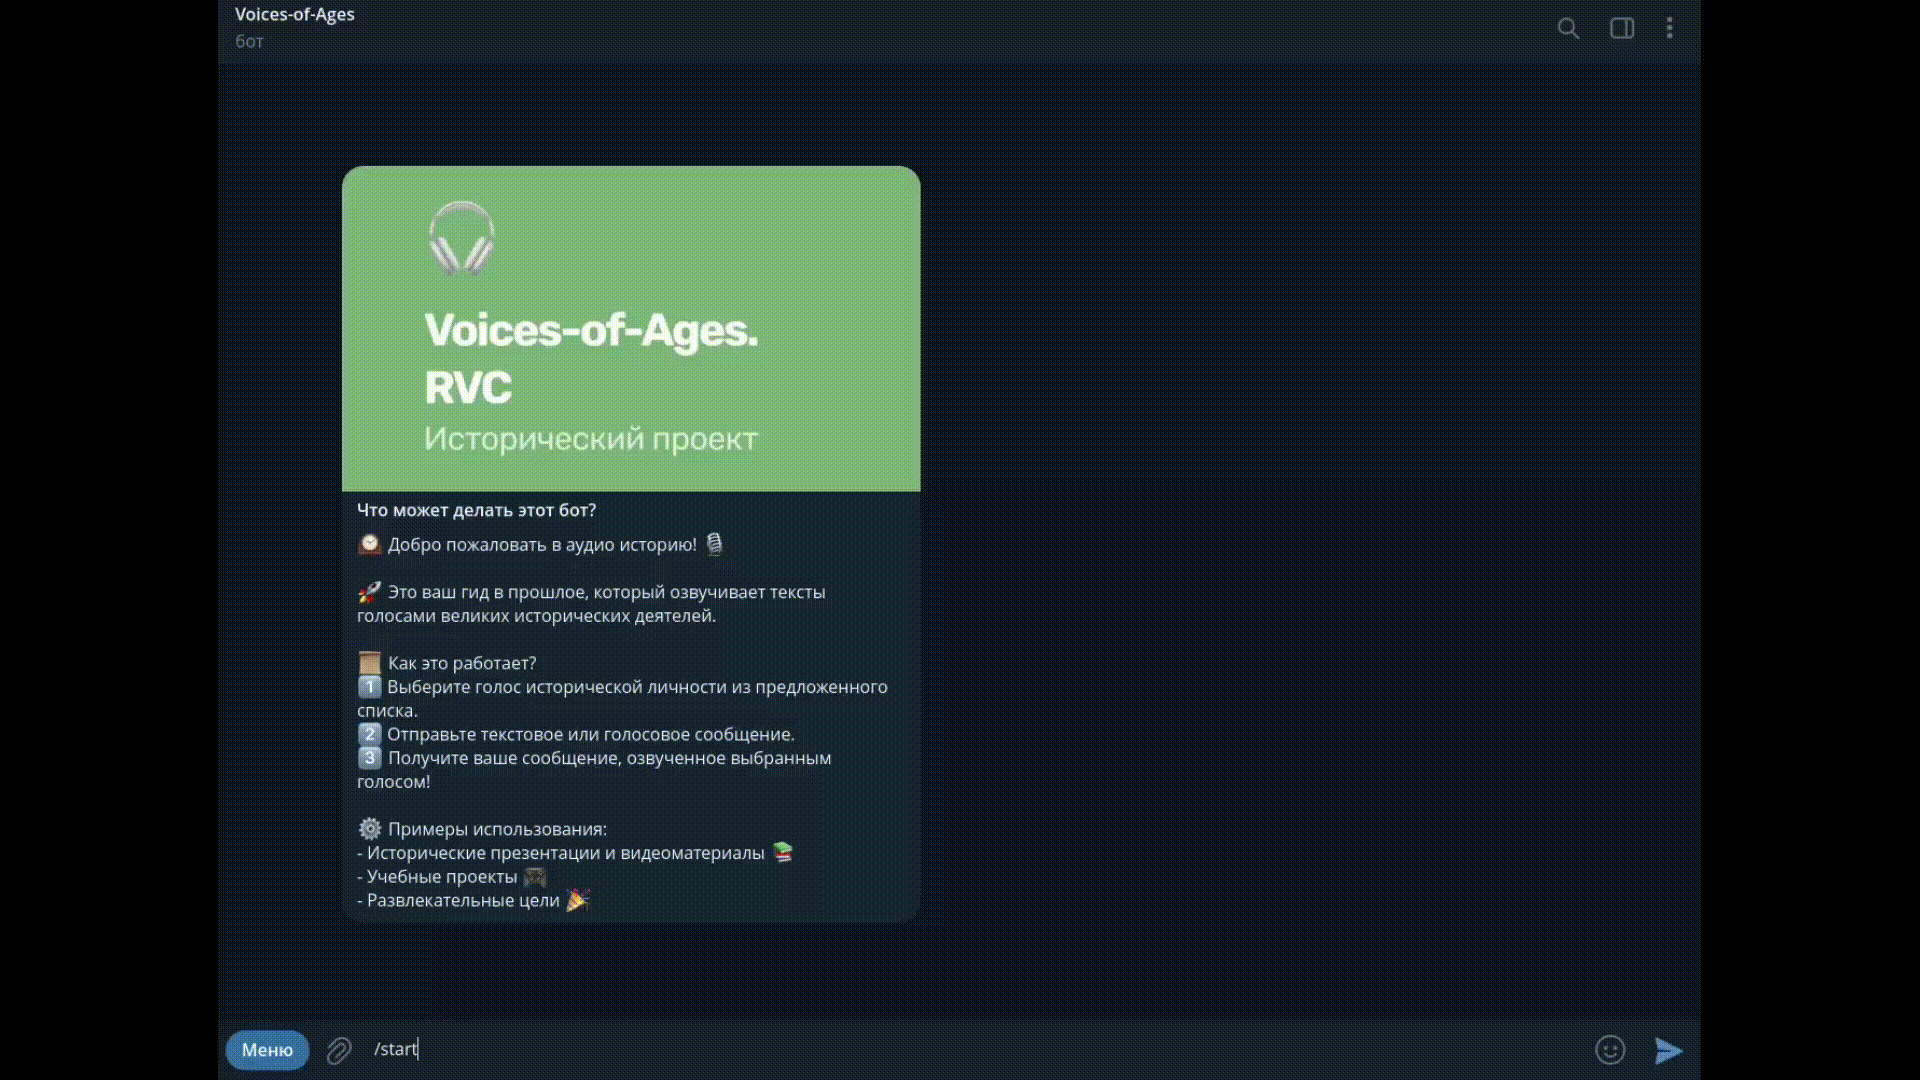 Voices-of-Ages
бот
Voices-of-Ages.
RVC
Исторический проект
Что может делать этот бот?
🕰 Добро пожаловать в аудио историю! 🎙
🚀 Это ваш гид в прошлое, который озвучивает тексты
голосами великих исторических деятелей.
📜 Как это работает?
1️⃣ Выберите голос исторической личности из предложенного
списка.
2️⃣ Отправьте текстовое или голосовое сообщение.
3️⃣ Получите ваше сообщение, озвученное выбранным
голосом!
⚙️ Примеры использования:
- Исторические презентации и видеоматериалы 📚
- Учебные проекты 🎮
- Развлекательные цели 🎉
Меню
/start